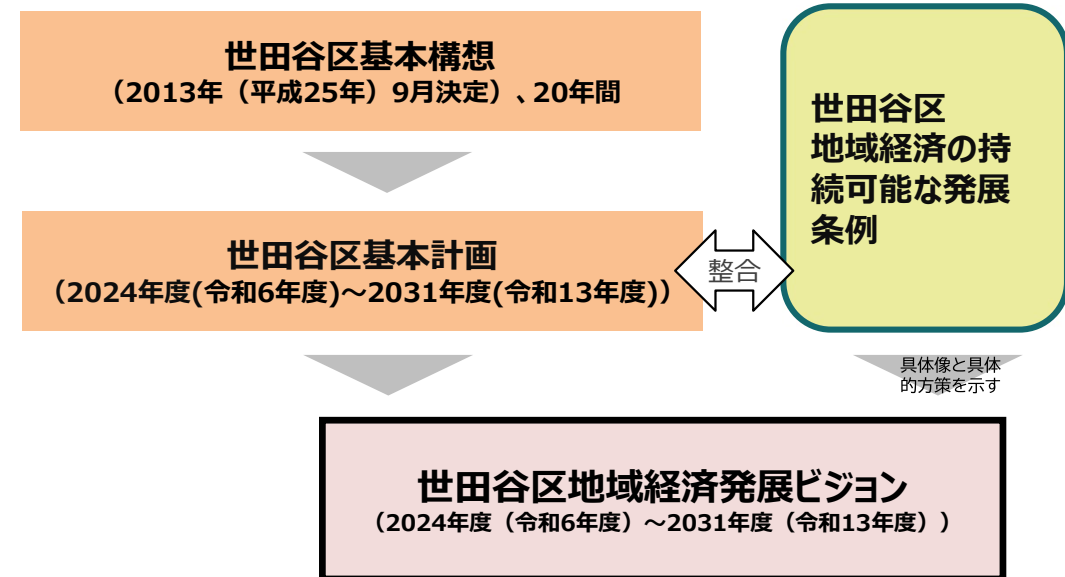 世田谷区基本構想
（2013年（平成25年）9月決定）、20年間
世田谷区
地域経済の持
続可能な発展
条例
世田谷区基本計画
（2024年度(令和6年度)～2031年度(令和13年度)）
整合
具体像と具体
的方策を示す
世田谷区地域経済発展ビジョン
（2024年度（令和6年度）～2031年度（令和13年度））